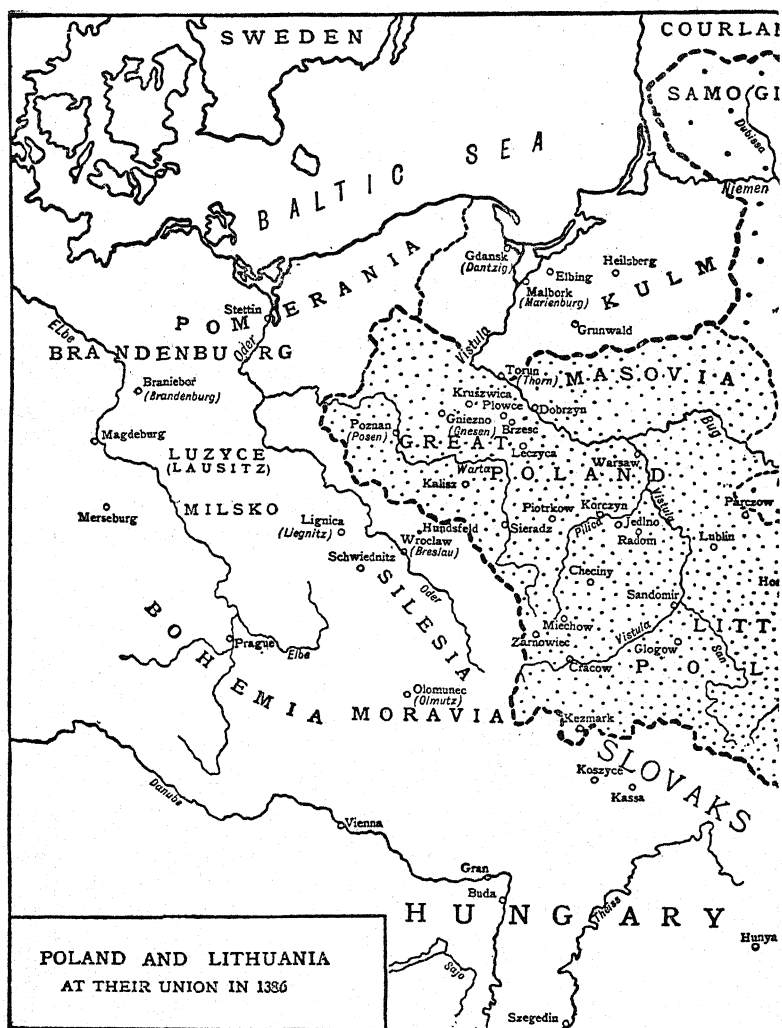 SWEDEN
COURLAN
SAMOGI
Dubissa
Niemen
BALTIC SEA
Gdansk
(Dantzig)
Elbing
Heilsberg
Malbork
(Marienburg)
KULM
Grunwald
POMERANIA
Stettin
Elbe
Oder
BRANDENBURG
Vistula
Torun
(Thorn)
MASOVIA
Braniebor
(Brandenburg)
Kruszwica
Plowce
Dobrzyn
Gniezno
(Gnesen)
Brzesc
Poznan
(Posen)
GREAT
Leczyca
Bug
Magdeburg
LUZYCE
(LAUSITZ)
Warta
POLAND
Warsaw
Kalisz
MILSKO
Merseburg
Lignica
(Liegnitz)
Hundsfeld
Sieradz
Piotrkow
Korczyn
Pilica
Jedlno
Radom
Vistula
Parczow
Wroclaw
(Breslau)
Lublin
Schwiednitz
Checiny
SILESIA
Oder
Sandomir
BOHEMIA
Miechow
LITT
Prague
Elbe
Zarnowiec
Vistula
Glogow
San
Cracow
POL
Olomunec
(Olmutz)
MORAVIA
Kezmark
SLOVAKS
Koszyce
Kassa
Danube
Vienna
Gran
Buda
HUNGARY
Theiss
Hunya
POLAND AND LITHUANIA
AT THEIR UNION IN 1386
Sajo
Szegedin